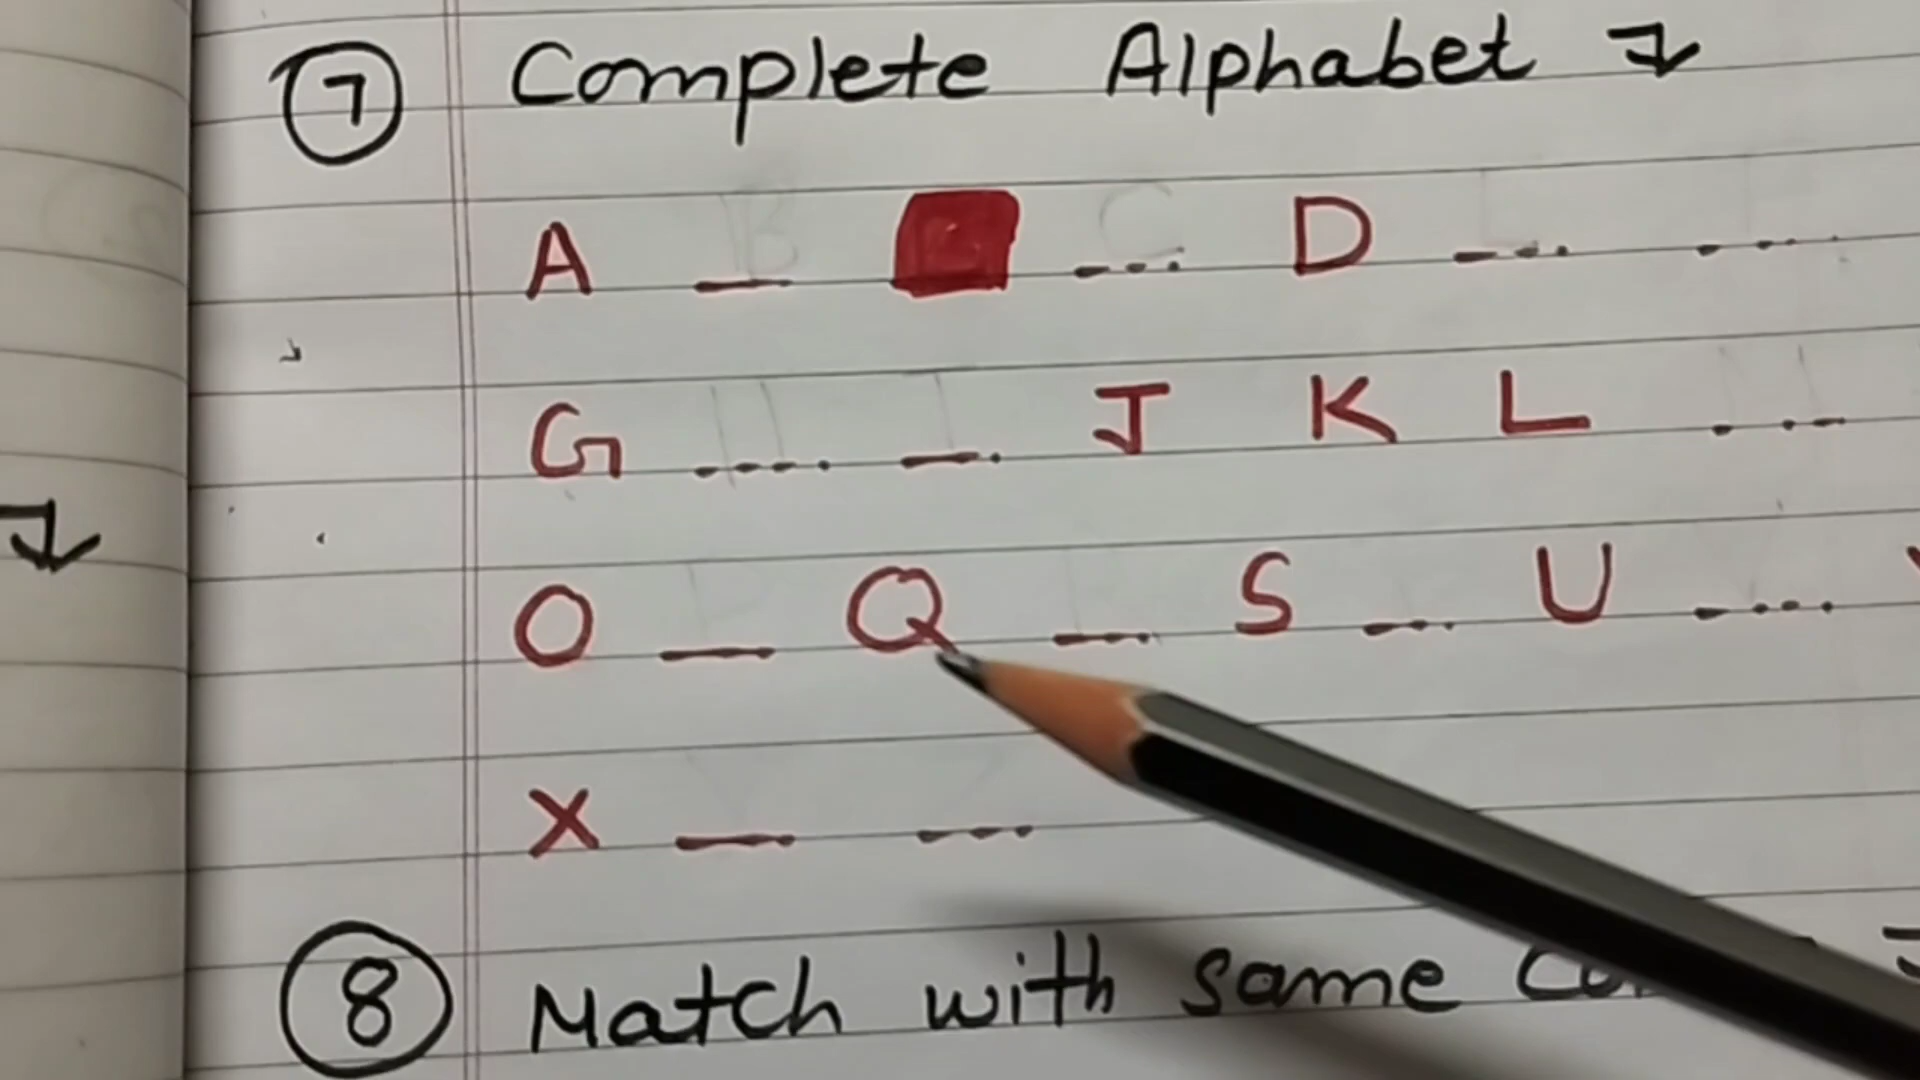 7 Complete Alphabet
A _ B _ C D _ _
G _ _ J K L _
O _ Q _ S _ U _
X _ _
8 Match with same